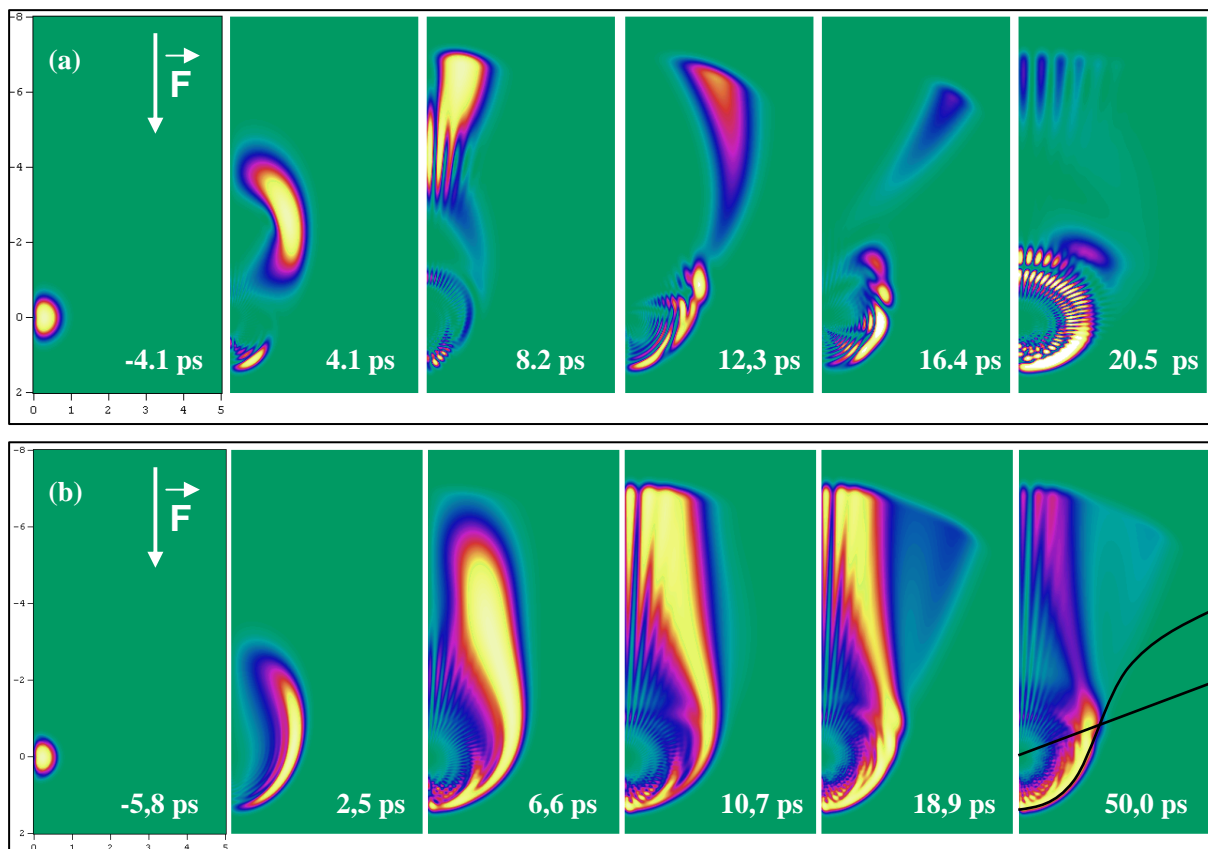 -8
(a)
F
-6
-4
-2
0
2
-4.1 ps
4.1 ps
8.2 ps
12,3 ps
16.4 ps
20.5 ps
0 1 2 3 4 5
-8
(b)
F
-6
-4
-2
0
2
-5,8 ps
2,5 ps
6,6 ps
10,7 ps
18,9 ps
50,0 ps
0 1 2 3 4 5